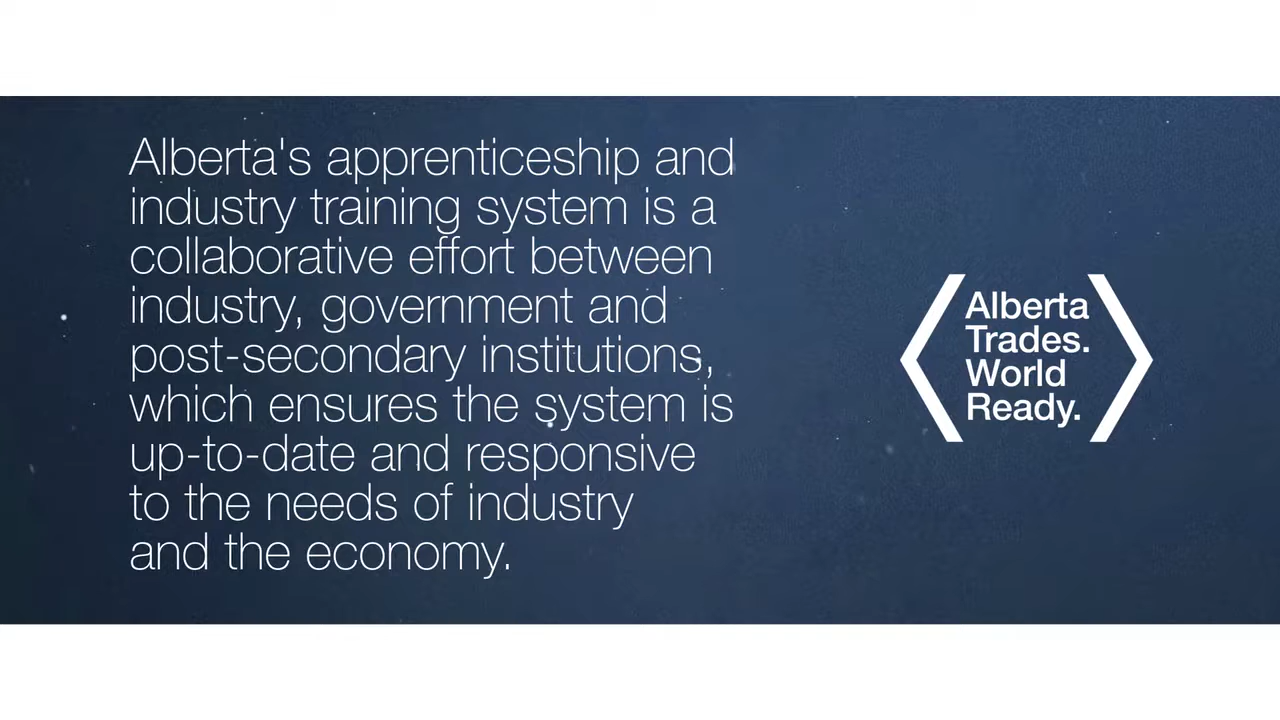 Alberta's apprenticeship and
industry training system is a
collaborative effort between
industry, government and
post-secondary institutions,
which ensures the system is
up-to-date and responsive
to the needs of industry
and the economy.
Alberta
Trades.
World
Ready.